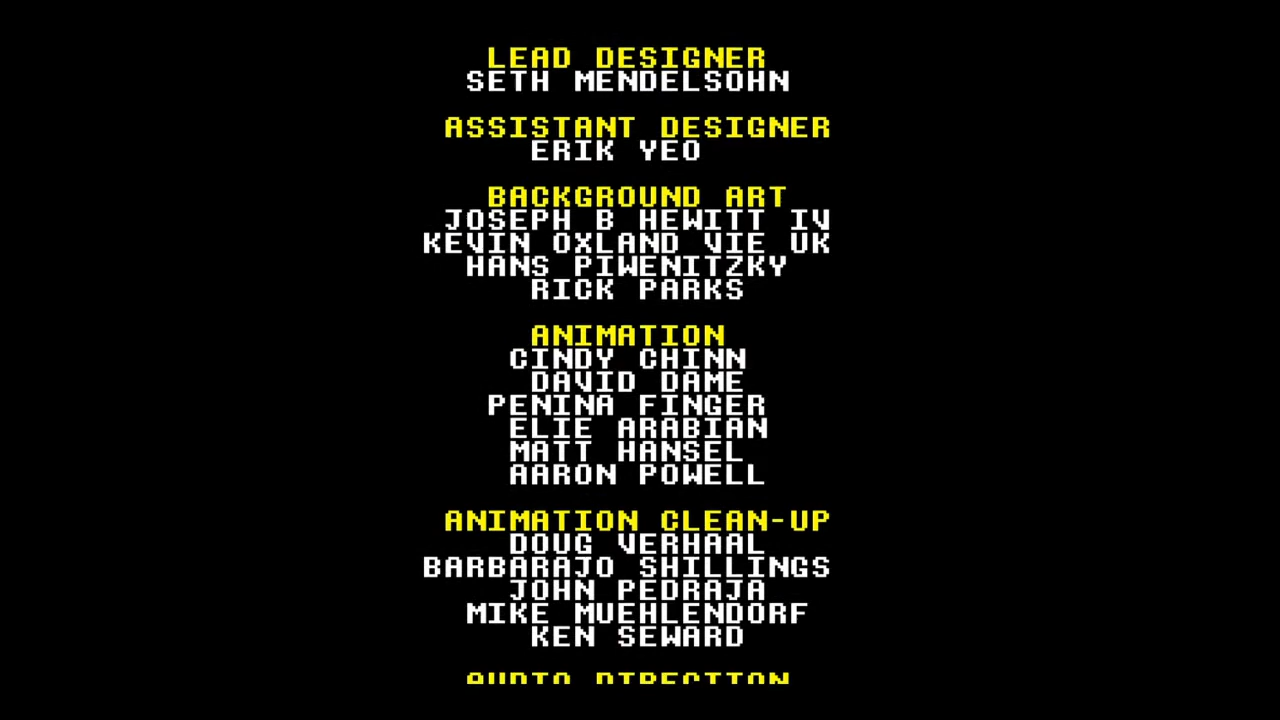 LEAD DESIGNER
SETH MENDELSOHN
ASSISTANT DESIGNER
ERIK YEO
BACKGROUND ART
JOSEPH B HEWITT IV
KEVIN OXLAND VIE UK
HANS PIWENITZKY
RICK PARKS
ANIMATION
CINDY CHINN
DAVID DAME
PENINA FINGER
ELIE ARABIAN
MATT HANSEL
AARON POWELL
ANIMATION CLEAN-UP
DOUG VERHAAL
BARBARAJO SHILLINGS
JOHN PEDRAJA
MIKE MUEHLENDORF
KEN SEWARD
AUDIO DIRECTION